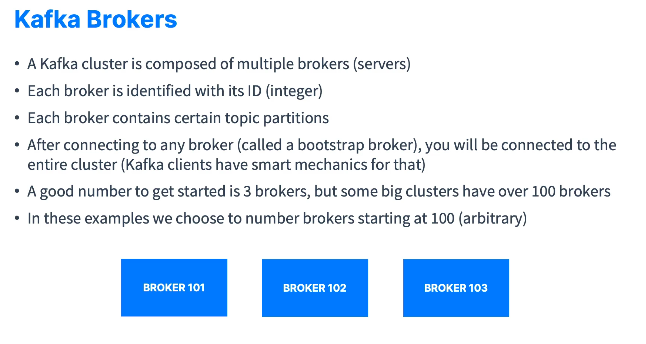 Kafka Brokers
• A Kafka cluster is composed of multiple brokers (servers)
• Each broker is identified with its ID (integer)
• Each broker contains certain topic partitions
• After connecting to any broker (called a bootstrap broker), you will be connected to the
entire cluster (Kafka clients have smart mechanics for that)
• A good number to get started is 3 brokers, but some big clusters have over 100 brokers
• In these examples we choose to number brokers starting at 100 (arbitrary)
BROKER 101
BROKER 102
BROKER 103